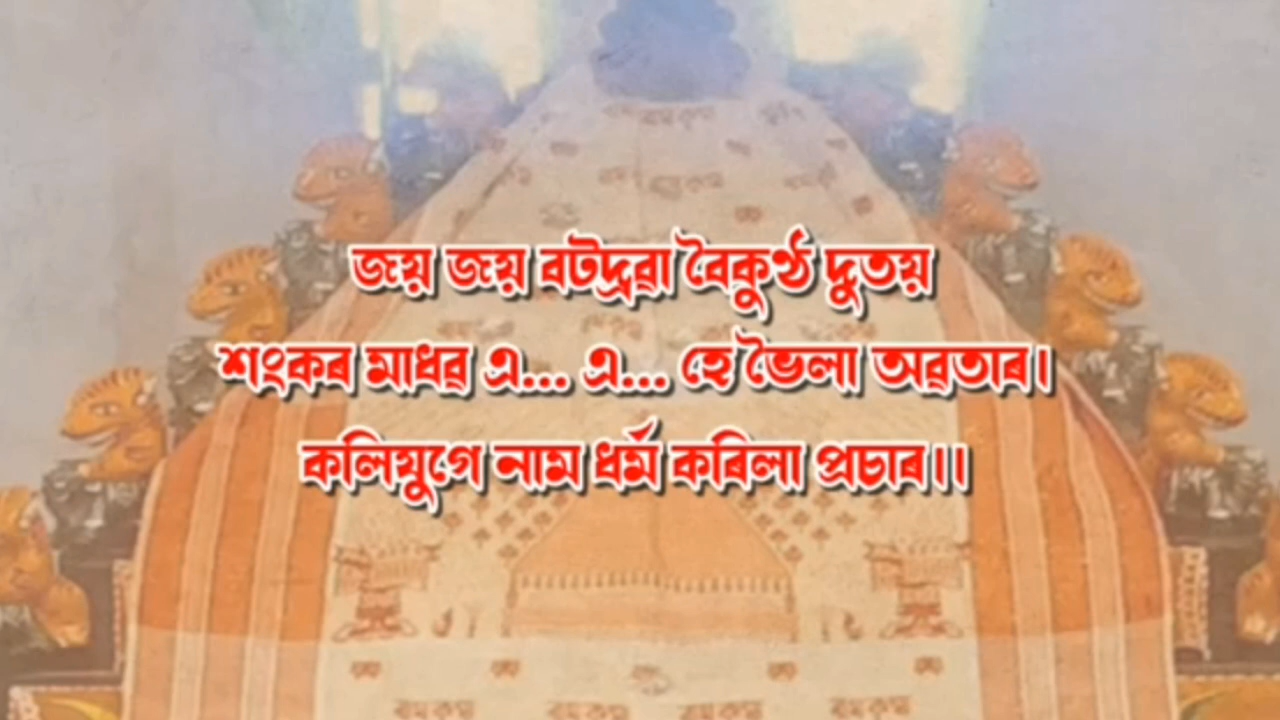 জয় জয় বটদ্ৰৱা বৈকুণ্ঠ দুতয়
শংকৰ মাধৱ এ... এ... হে ভৈলা অৱতাৰ।
কলিযুগে নাম ধৰ্ম কৰিলা প্ৰচাৰ।।